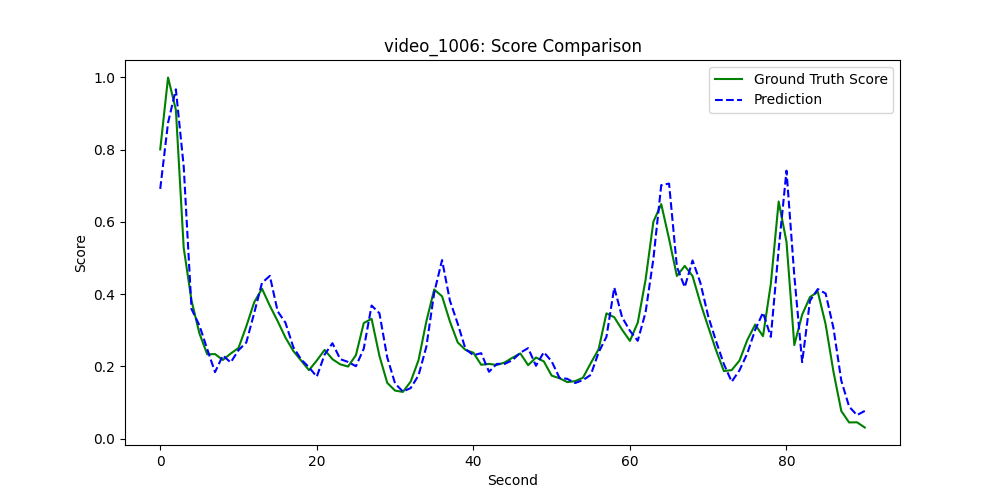 video_1006: Score Comparison
Ground Truth Score
Prediction
Score
1.0
0.8
0.6
0.4
0.2
0.0
0 20 40 60 80
Second